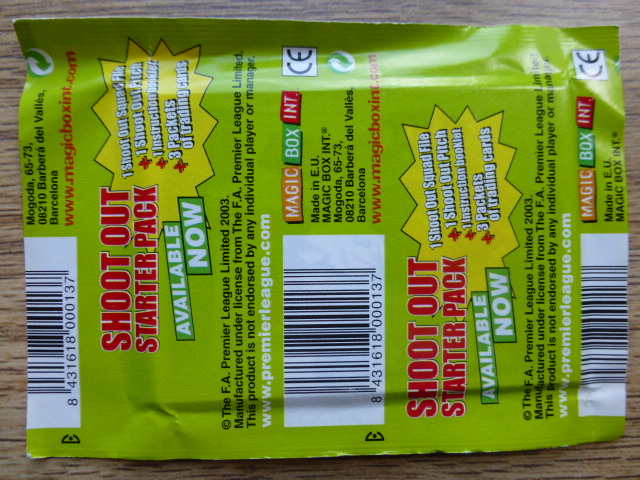 Mogoda, 65-73,
08210 Barberá del Vallès,
Barcelona
www.magicboxint.com
8 431618 000137
SHOOT OUT
STARTER PACK
AVAILABLE
NOW
1 Shoot Out Squad File
+1 Shoot Out Pitch
+1 Instruction booklet
+3 Packets
of trading cards
©The F.A. Premier League Limited 2003.
Manufactured under license from The F.A. Premier League Limited.
This product is not endorsed by any individual player or manager.
www.premierleague.com
MAGIC BOX INT.
CE
Made in E.U.
MAGIC BOX INT.®
Mogoda, 65-73,
08210 Barberá del Vallès,
Barcelona
www.magicboxint.com
8 431618 000137
SHOOT OUT
STARTER PACK
AVAILABLE
NOW
1 Shoot Out Squad File
+1 Shoot Out Pitch
+1 Instruction booklet
+3 Packets
of trading cards
©The F.A. Premier League Limited 2003.
Manufactured under license from The F.A. Premier League Limited.
This product is not endorsed by any individual player or manager.
www.premierleague.com
MAGIC BOX INT.
CE
Made in E.U.
MAGIC BOX INT.®